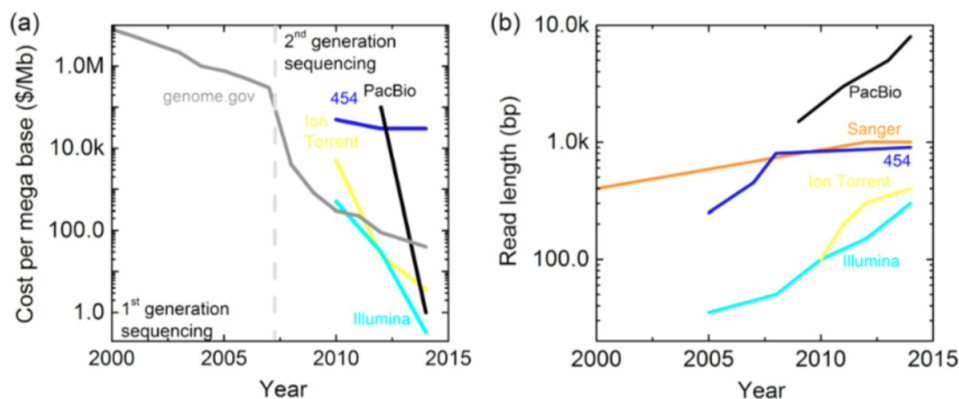 (a)
Cost per mega base ($/Mb)
1.0M
10.0k
100.0
1.0
2nd generation
sequencing
genome.gov
454
PacBio
Ion
Torrent
Illumina
1st generation
sequencing
2000
2005
2010
2015
Year
(b)
Read length (bp)
10.0k
1.0k
100.0
PacBio
Sanger
454
Ion Torrent
Illumina
2000
2005
2010
2015
Year